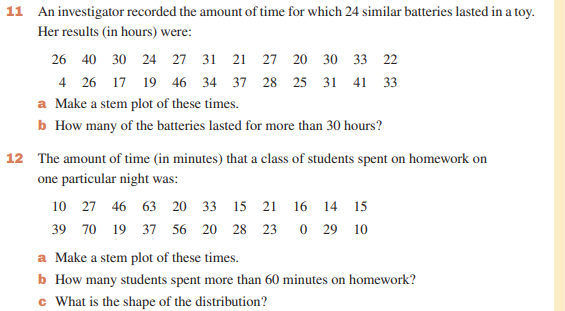 11 An investigator recorded the amount of time for which 24 similar batteries lasted in a toy.
Her results (in hours) were:
26 40 30 24 27 31 21 27 20 30 33 22
4 26 17 19 46 34 37 28 25 31 41 33
a Make a stem plot of these times.
b How many of the batteries lasted for more than 30 hours?
12 The amount of time (in minutes) that a class of students spent on homework on
one particular night was:
10 27 46 63 20 33 15 21 16 14 15
39 70 19 37 56 20 28 23 0 29 10
a Make a stem plot of these times.
b How many students spent more than 60 minutes on homework?
c What is the shape of the distribution?